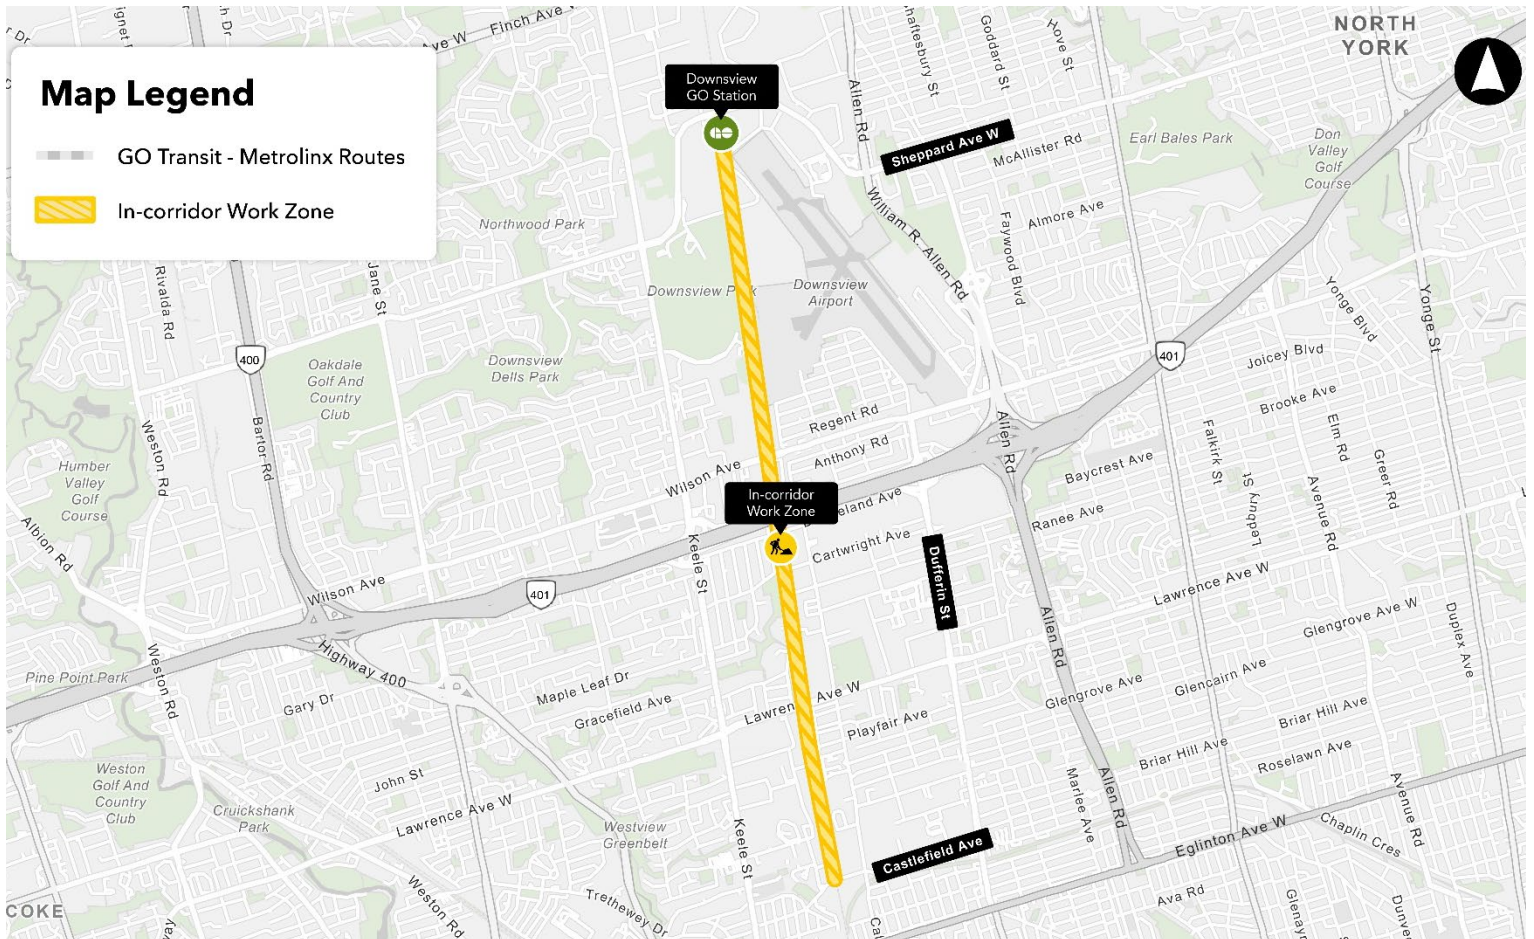 NORTH
YORK
Finch Ave W
Ave W
Map Legend
GO Transit - Metrolinx Routes
In-corridor Work Zone
Downsview
GO Station
Allen Rd
Goddard St
Hove St
Sheppard Ave W
McAllister Rd
Earl Bales Park
Don
Valley
Golf
Course
Northwood Park
William R. Allen Rd
Faywood Blvd
Almore Ave
Rivalda Rd
Jane St
Downsview
Airport
Yonge Blvd
Yonge St
400
401
Oakdale
Golf And
Country
Club
Downsview
Dells Park
Joicey Blvd
Brooke Ave
Regent Rd
Anthony Rd
Allen Rd
Weston Rd
Bartor Rd
Falkirk St
Elm Rd
Greer Rd
Humber
Valley
Golf
Course
Wilson Ave
Baycrest Ave
Ledbury St
Avenue Rd
In-corridor
Work Zone
Ranee Ave
Albion Rd
Keele St
Cartwright Ave
Dufferin St
Wilson Ave
401
Lawrence Ave W
Glengrove Ave W
Duplex Ave
Allen Rd
Pine Point Park
Weston Rd
Highway 400
Gary Dr
Maple Leaf Dr
Gracefield Ave
Glengrove Ave
Glencairn Ave
Playfair Ave
Briar Hill Ave
Briar Hill Ave
Roselawn Ave
Weston
Golf And
Country
Club
John St
Lawrence Ave W
Cruickshank
Park
Westview
Greenbelt
Keele St
Castlefield Ave
Marlee Ave
Allen Rd
Eglinton Ave W
Chaplin Cres
Avenue Rd
Weston Rd
Trethewey Dr
Ava Rd
COKE